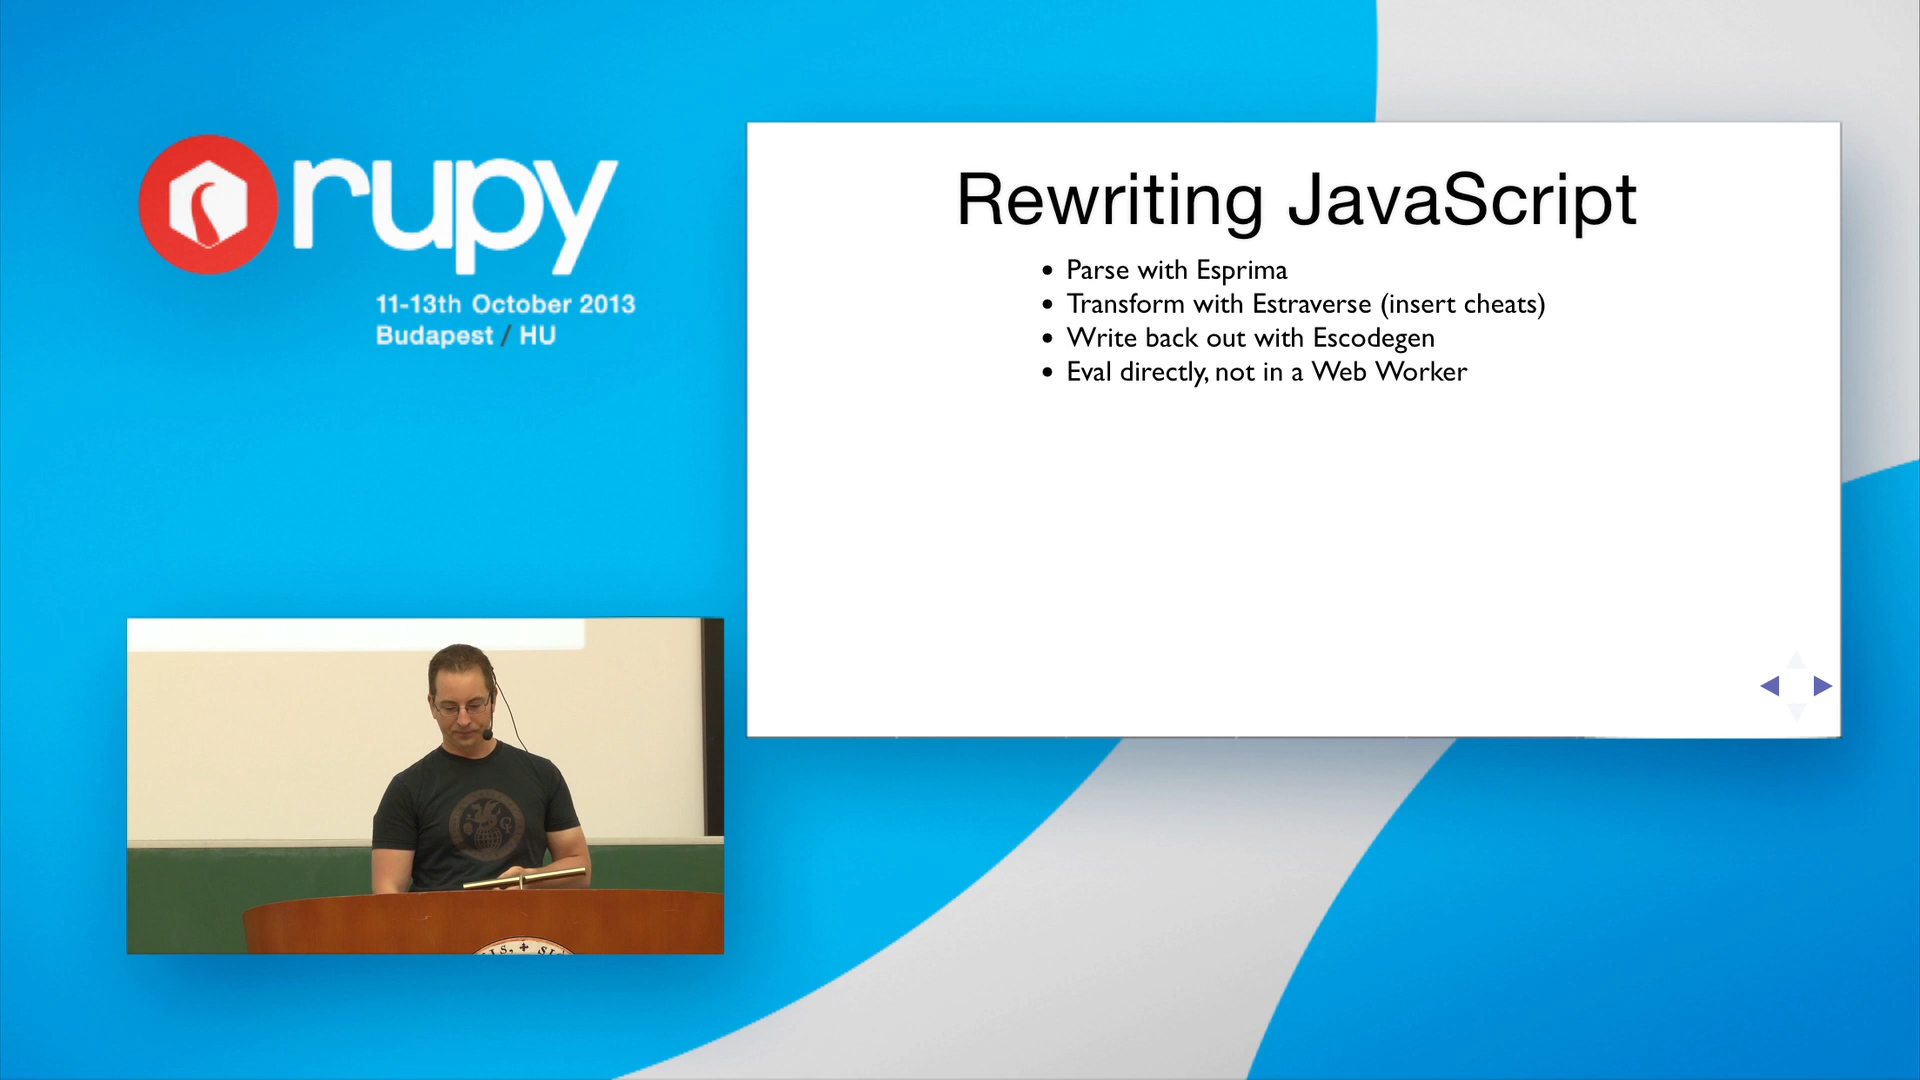 rupy
11-13th October 2013
Budapest / HU
Rewriting JavaScript
• Parse with Esprima
• Transform with Estraverse (insert cheats)
• Write back out with Escodegen
• Eval directly, not in a Web Worker